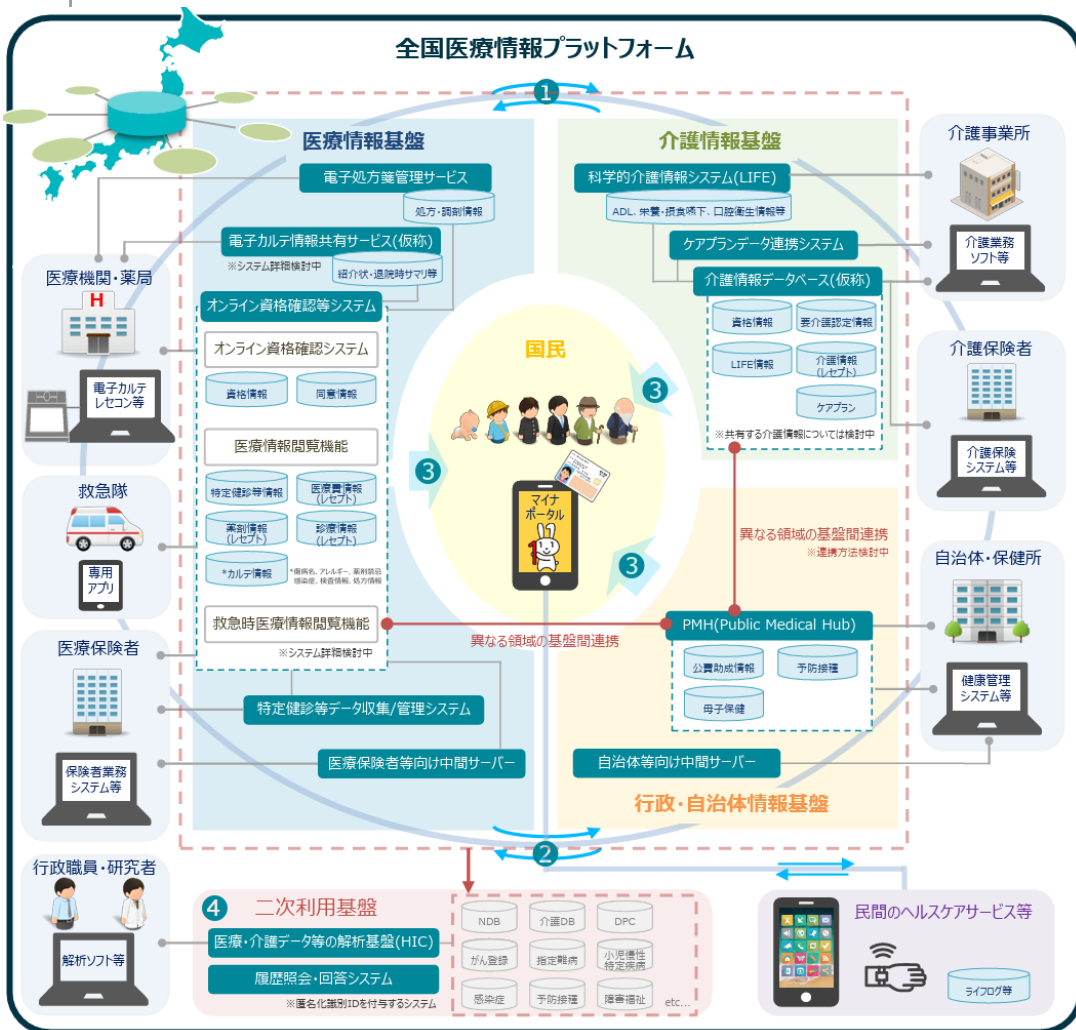 全国医療情報プラットフォーム
1
医療情報基盤
電子処方箋管理サービス
処方・調剤情報
電子カルテ情報共有サービス(仮称)
※システム詳細検討中
紹介状・退院時サマリ等
オンライン資格確認等システム
オンライン資格確認システム
資格情報
同意情報
医療情報閲覧機能
特定健診等情報
医療費情報
(レセプト)
薬剤情報
(レセプト)
診療情報
(レセプト)
*カルテ情報
*傷病名、アレルギー、薬剤禁忌
感染症、検査情報、処方情報
救急時医療情報閲覧機能
※システム詳細検討中
特定健診等データ収集/管理システム
医療保険者等向け中間サーバー
介護情報基盤
科学的介護情報システム(LIFE)
ADL、栄養・摂食嚥下、口腔衛生情報等
ケアプランデータ連携システム
介護情報データベース(仮称)
資格情報
要介護認定情報
LIFE情報
介護情報
(レセプト)
ケアプラン
※共有する介護情報については検討中
国民
3
3
3
マイナ
ポータル
異なる領域の基盤間連携
※連携方法検討中
異なる領域の基盤間連携
PMH(Public Medical Hub)
公費助成情報
予防接種
母子保健
自治体等向け中間サーバー
行政・自治体情報基盤
2
医療機関・薬局
H
電子カルテ
レセコン等
救急隊
専用
アプリ
医療保険者
保険者業務
システム等
行政職員・研究者
解析ソフト等
介護事業所
介護業務
ソフト等
介護保険者
介護保険
システム等
自治体・保健所
健康管理
システム等
4
二次利用基盤
医療・介護データ等の解析基盤(HIC)
履歴照会・回答システム
※匿名化識別IDを付与するシステム
NDB
介護DB
DPC
がん登録
指定難病
小児慢性
特定疾病
感染症
予防接種
障害福祉
etc...
民間のヘルスケアサービス等
ライフログ等